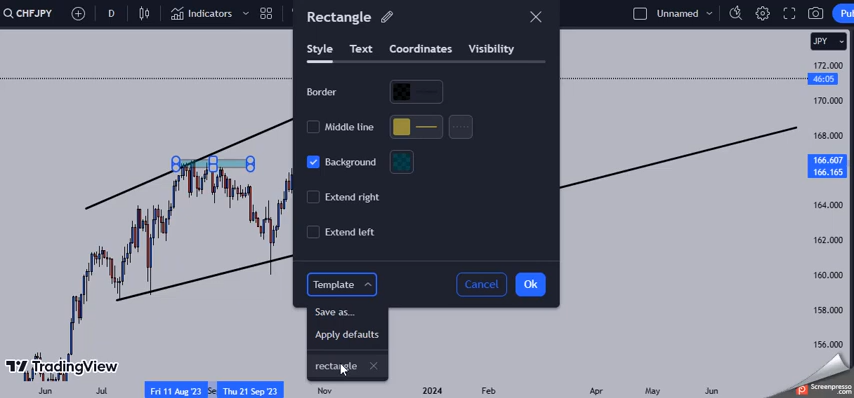 CHFJPY
D
Indicators
Unnamed
Rectangle
JPY
Style Text Coordinates Visibility
172.000
46:05
170.000
Border
168.000
Middle line
166.607
Background
166.165
Extend right
164.000
Extend left
162.000
160.000
Template
Cancel Ok
158.000
Save as...
Apply defaults
156.000
rectangle
TradingView
Jun Jul Fri 11 Aug '23 Thu 21 Sep '23 Nov 2024 Feb Apr May Jun
Screenpresso.com